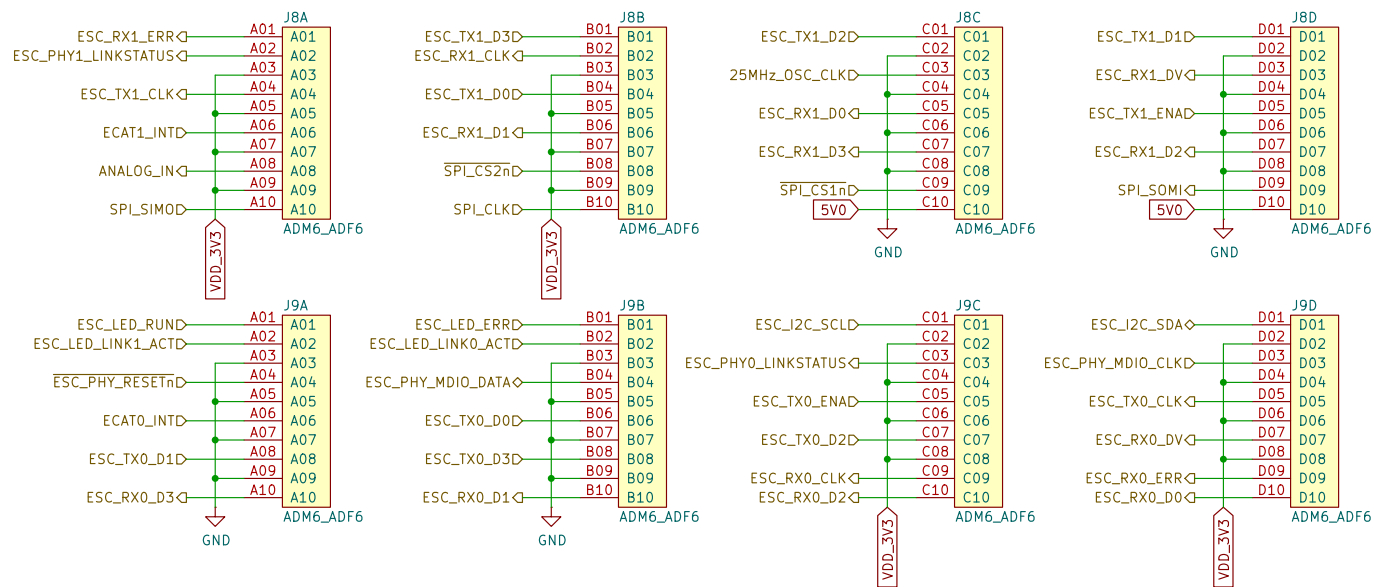 J8A
ESC_RX1_ERR A01 A01
ESC_PHY1_LINKSTATUS A02 A02
A03 A03
ESC_TX1_CLK A04 A04
A05 A05
ECAT1_INT A06 A06
A07 A07
ANALOG_IN A08 A08
A09 A09
SPI_SIMO A10 A10
ADM6_ADF6
VDD_3V3
J8B
ESC_TX1_D3 B01 B01
ESC_RX1_CLK B02 B02
B03 B03
ESC_TX1_D0 B04 B04
B05 B05
ESC_RX1_D1 B06 B06
B07 B07
SPI_CS2n B08 B08
B09 B09
SPI_CLK B10 B10
ADM6_ADF6
VDD_3V3
J8C
ESC_TX1_D2 C01 C01
C02 C02
25MHz_OSC_CLK C03 C03
C04 C04
ESC_RX1_D0 C05 C05
C06 C06
ESC_RX1_D3 C07 C07
C08 C08
SPI_CS1n C09 C09
5V0 C10 C10
ADM6_ADF6
GND
J8D
ESC_TX1_D1 D01 D01
D02 D02
ESC_RX1_DV D03 D03
D04 D04
ESC_TX1_ENA D05 D05
D06 D06
ESC_RX1_D2 D07 D07
D08 D08
SPI_SOMI D09 D09
5V0 D10 D10
ADM6_ADF6
GND
J9A
ESC_LED_RUN A01 A01
ESC_LED_LINK1_ACT A02 A02
A03 A03
ESC_PHY_RESETn A04 A04
A05 A05
ECAT0_INT A06 A06
A07 A07
ESC_TX0_D1 A08 A08
A09 A09
ESC_RX0_D3 A10 A10
ADM6_ADF6
GND
J9B
ESC_LED_ERR B01 B01
ESC_LED_LINK0_ACT B02 B02
B03 B03
ESC_PHY_MDIO_DATA B04 B04
B05 B05
ESC_TX0_D0 B06 B06
B07 B07
ESC_TX0_D3 B08 B08
B09 B09
ESC_RX0_D1 B10 B10
ADM6_ADF6
GND
J9C
ESC_I2C_SCL C01 C01
C02 C02
ESC_PHY0_LINKSTATUS C03 C03
C04 C04
ESC_TX0_ENA C05 C05
C06 C06
ESC_TX0_D2 C07 C07
C08 C08
ESC_RX0_CLK C09 C09
ESC_RX0_D2 C10 C10
ADM6_ADF6
VDD_3V3
J9D
ESC_I2C_SDA D01 D01
D02 D02
ESC_PHY_MDIO_CLK D03 D03
D04 D04
ESC_TX0_CLK D05 D05
D06 D06
ESC_RX0_DV D07 D07
D08 D08
ESC_RX0_ERR D09 D09
ESC_RX0_D0 D10 D10
ADM6_ADF6
VDD_3V3